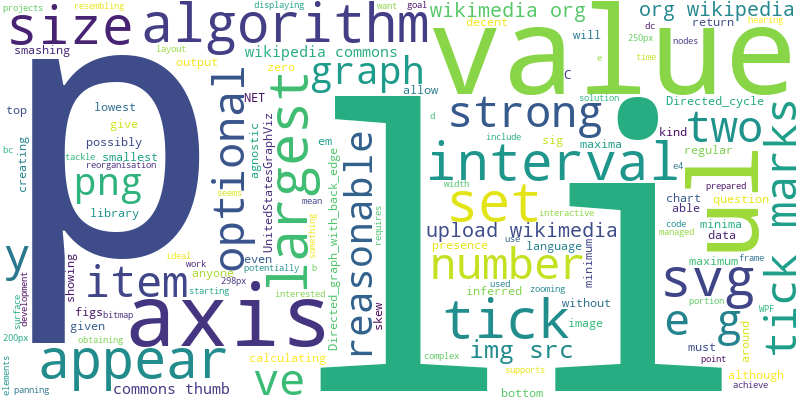 projects resembling displaying want goal wikimedia org org wikipedia hearing
size algorithm decent dc return nodes
smashing layout wikipedia commons will 250px time
output zero graph value e
p optional NET largest allow C solution Directed_cycle
top lowest agnostic em d strong two
give UnitedStatesGraphViz include kind
creating possibly sig maxima
bc tackle smallest reasonable interval e4 regular ul tick marks
reorganisation Directed_graph_with_back_edge li
png seems mean requires width set prepared
library something interactive chart question
able code
y anyone even upload wikimedia minima managed data
showing ideal work potentially b presence use language number minimum maximum frame
item starting interested inferred used zooming without svg portion WPF
surface development figs bitmap 298px skew image around
200px given axis tick e g
obtaining complex img src must point
elements appear calculating supports although
panning commons thumb ve bottom achieve